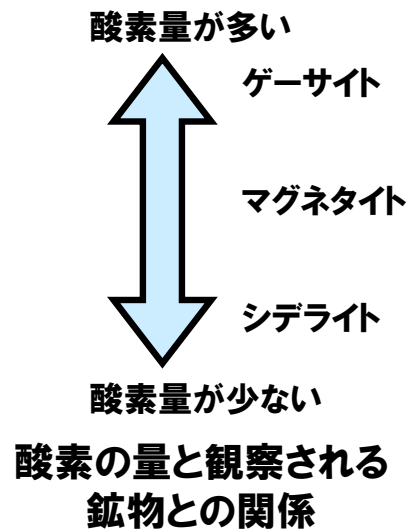 酸素量が多い
ゲーサイト
マグネタイト
シデライト
酸素量が少ない
酸素の量と観察される
鉱物との関係